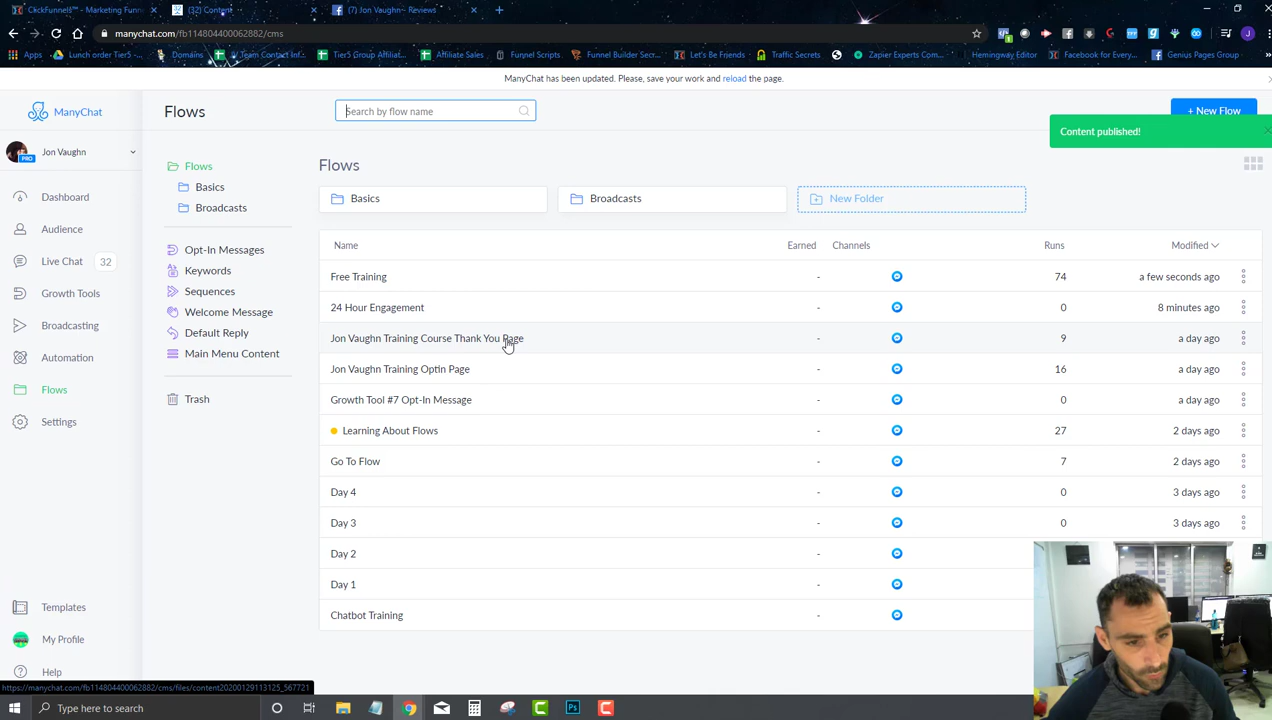 ClickFunnels™ - Marketing Funn
(32) Content
(7) Jon Vaughn - Reviews
manychat.com/fb114804400062882/cms
Apps
Lunch order Tier5 -...
Domains
Team Contact Inf...
Tier5 Group Affiliat...
Affiliate Sales
Funnel Scripts
Funnel Builder Secr...
Let's Be Friends
Traffic Secrets
Zapier Experts Com...
Hemingway Editor
Facebook for Every...
Genius Pages Group
ManyChat has been updated. Please, save your work and reload the page.
ManyChat
Flows
Search by flow name
+ New Flow
Content published!
Jon Vaughn
PRO
Dashboard
Audience
Live Chat 32
Growth Tools
Broadcasting
Automation
Flows
Settings
Templates
My Profile
Help
Flows
Basics
Broadcasts
Opt-In Messages
Keywords
Sequences
Welcome Message
Default Reply
Main Menu Content
Trash
Flows
Basics
Broadcasts
New Folder
Name Earned Channels Runs Modified
Free Training - 74 a few seconds ago
24 Hour Engagement - 0 8 minutes ago
Jon Vaughn Training Course Thank You Page - 9 a day ago
Jon Vaughn Training Optin Page - 16 a day ago
Growth Tool #7 Opt-In Message - 0 a day ago
Learning About Flows - 27 2 days ago
Go To Flow - 7 2 days ago
Day 4 - 0 3 days ago
Day 3 - 0 3 days ago
Day 2 -
Day 1 -
Chatbot Training -
https://manychat.com/fb114804400062882/cms/files/content20200129113125_567721
Type here to search